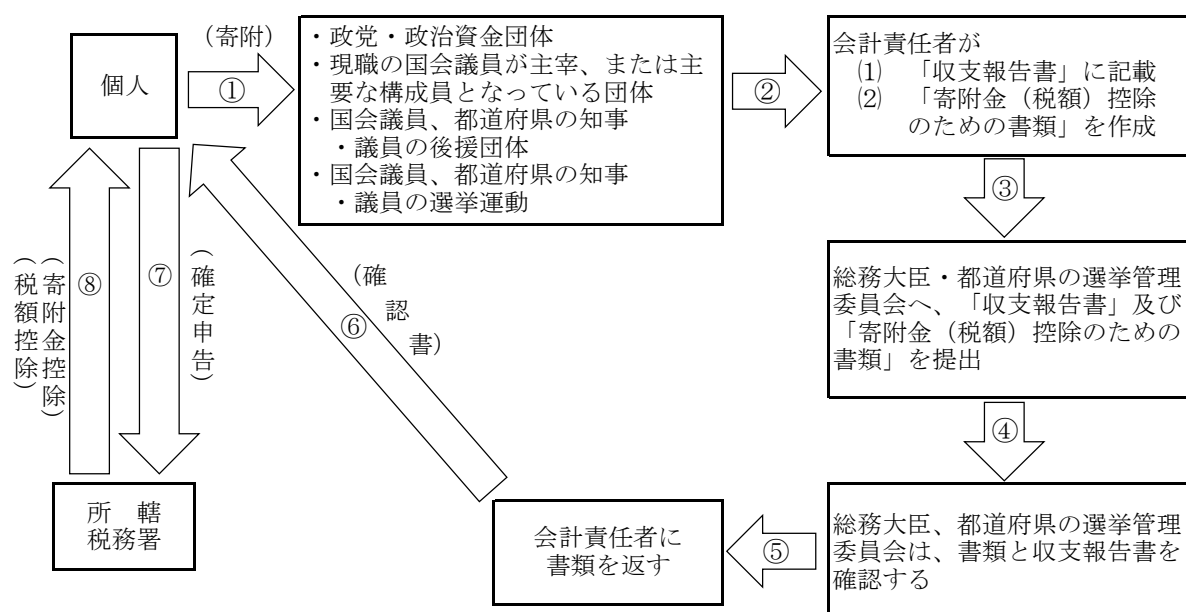 個人
(寄附)
①
・政党・政治資金団体
・現職の国会議員が主宰、または主
要な構成員となっている団体
・国会議員、都道府県の知事
・議員の後援団体
・国会議員、都道府県の知事
・議員の選挙運動
②
会計責任者が
⑴ 「収支報告書」に記載
⑵ 「寄附金(税額)控除
のための書類」を作成
③
総務大臣・都道府県の選挙管理
委員会へ、「収支報告書」及び
「寄附金(税額)控除のための
書類」を提出
④
総務大臣、都道府県の選挙管理
委員会は、書類と収支報告書を
確認する
⑤
会計責任者に
書類を返す
⑥
(確認書)
⑦
(確定申告)
⑧
(寄附金控除)
(税額控除)
所 轄
税務署